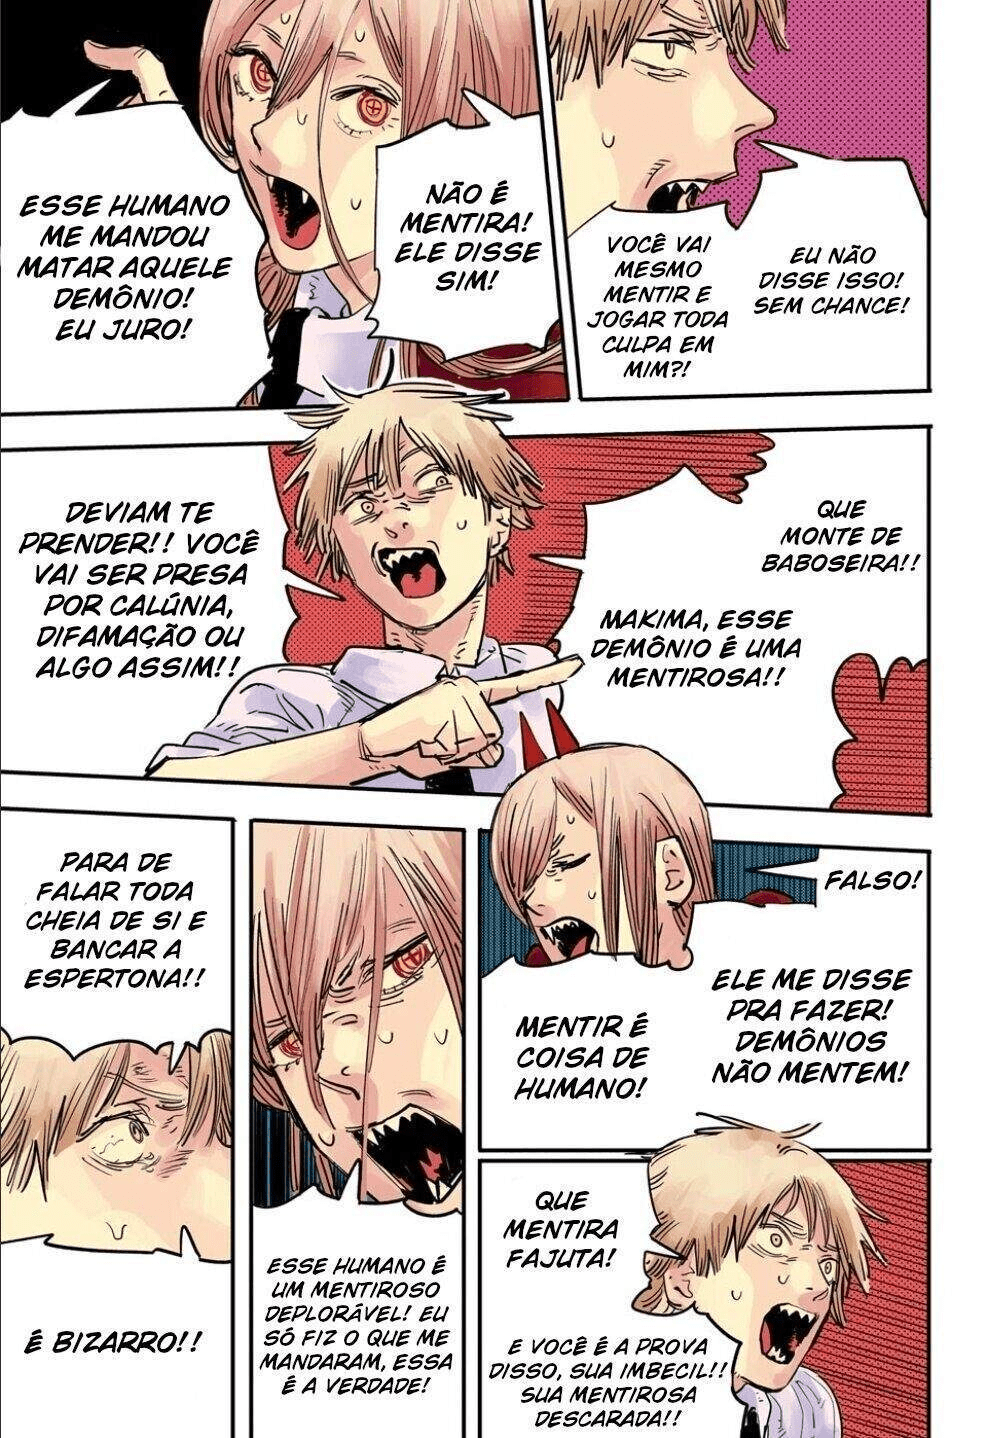 EU NÃO
DISSE ISSO!
SEM CHANCE!
VOCÊ VAI
MESMO
MENTIR E
JOGAR TODA
CULPA EM
MIM?!
NÃO É
MENTIRA!
ELE DISSE
SIM!
ESSE HUMANO
ME MANDOU
MATAR AQUELE
DEMÔNIO!
EU JURO!
QUE
MONTE DE
BABOSEIRA!!
MAKIMA, ESSE
DEMÔNIO É UMA
MENTIROSA!!
DEVIAM TE
PRENDER!! VOCÊ
VAI SER PRESA
POR CALÚNIA,
DIFAMAÇÃO OU
ALGO ASSIM!!
FALSO!
ELE ME DISSE
PRA FAZER!
DEMÔNIOS
NÃO MENTEM!
MENTIR É
COISA DE
HUMANO!
QUE
MENTIRA
FAJUTA!
E VOCÊ É A PROVA
DISSO, SUA IMBECIL!!
SUA MENTIROSA
DESCARADA!!
ESSE HUMANO É
UM MENTIROSO
DEPLORÁVEL! EU
SÓ FIZ O QUE ME
MANDARAM, ESSA
É A VERDADE!
PARA DE
FALAR TODA
CHEIA DE SI E
BANCAR A
ESPERTONA!!
É BIZARRO!!